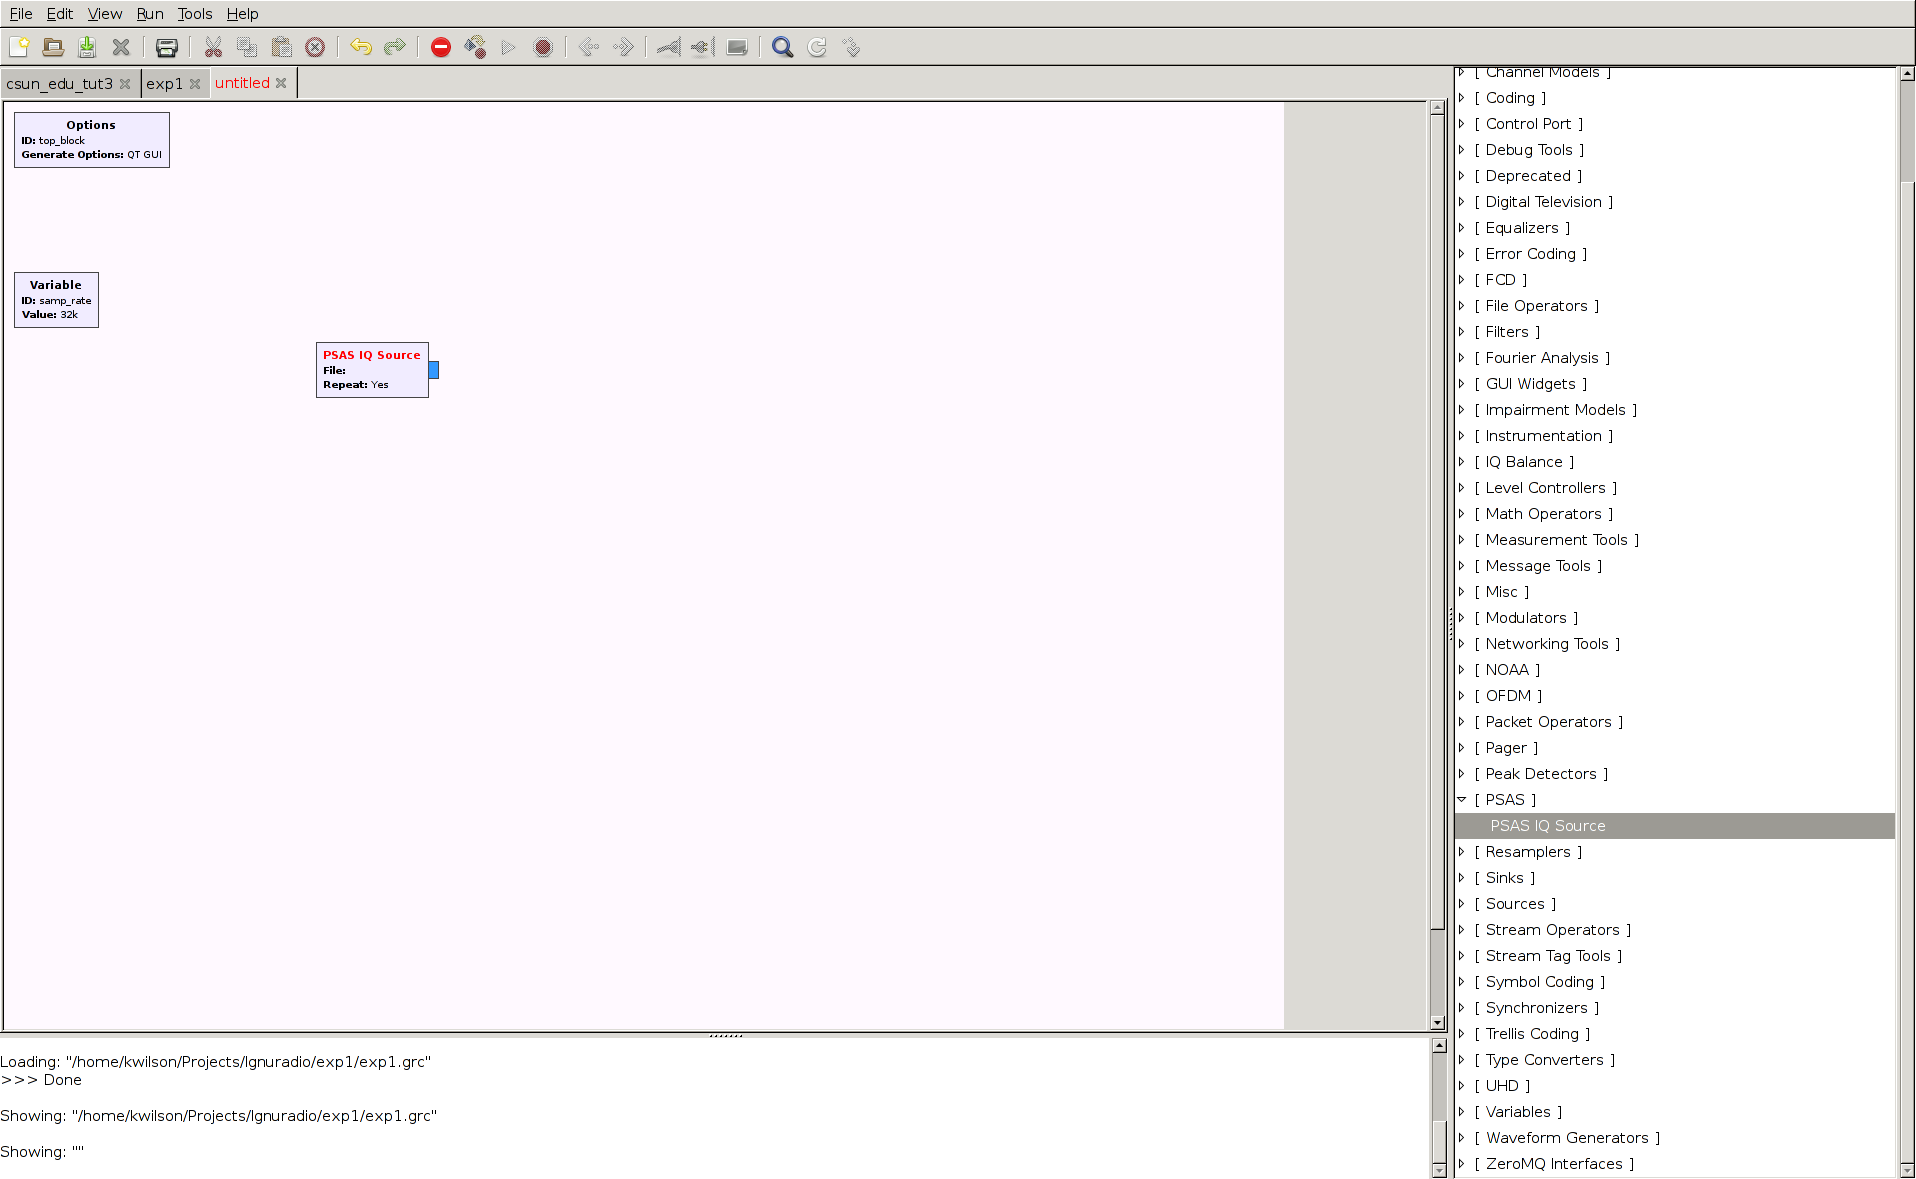 File Edit View Run Tools Help
csun_edu_tut3 exp1 untitled
Options
ID: top_block
Generate Options: QT GUI
Variable
ID: samp_rate
Value: 32k
PSAS IQ Source
File:
Repeat: Yes
[ Channel Models ]
[ Coding ]
[ Control Port ]
[ Debug Tools ]
[ Deprecated ]
[ Digital Television ]
[ Equalizers ]
[ Error Coding ]
[ FCD ]
[ File Operators ]
[ Filters ]
[ Fourier Analysis ]
[ GUI Widgets ]
[ Impairment Models ]
[ Instrumentation ]
[ IQ Balance ]
[ Level Controllers ]
[ Math Operators ]
[ Measurement Tools ]
[ Message Tools ]
[ Misc ]
[ Modulators ]
[ Networking Tools ]
[ NOAA ]
[ OFDM ]
[ Packet Operators ]
[ Pager ]
[ Peak Detectors ]
[ PSAS ]
PSAS IQ Source
[ Resamplers ]
[ Sinks ]
[ Sources ]
[ Stream Operators ]
[ Stream Tag Tools ]
[ Symbol Coding ]
[ Synchronizers ]
[ Trellis Coding ]
[ Type Converters ]
[ UHD ]
[ Variables ]
[ Waveform Generators ]
[ ZeroMQ Interfaces ]
Loading: "/home/kwilson/Projects/lgnuradio/exp1/exp1.grc"
>>> Done
Showing: "/home/kwilson/Projects/lgnuradio/exp1/exp1.grc"
Showing: ""